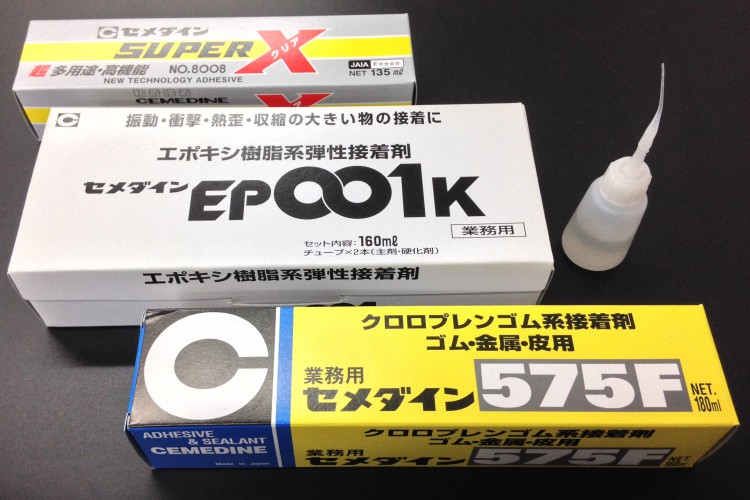 セメダイン
SUPER X
クリア
超 多用途・高機能 NO.8008
NEW TECHNOLOGY ADHESIVE
JAIA F☆☆☆☆
NET 135 ml
CEMEDINE
振動・衝撃・熱歪・収縮の大きい物の接着に
エポキシ樹脂系弾性接着剤
セメダイン EP001K
セット内容:160ml
チューブ×2本(主剤・硬化剤)
業務用
エポキシ樹脂系弾性接着剤
クロロプレンゴム系接着剤
ゴム・金属・皮用
業務用
セメダイン 575F
NET.
180ml
ADHESIVE
& SEALANT
CEMEDINE
Made in Japan
クロロプレンゴム系接着剤
ゴム・金属・皮用
業務用
セメダイン 575F
NET.